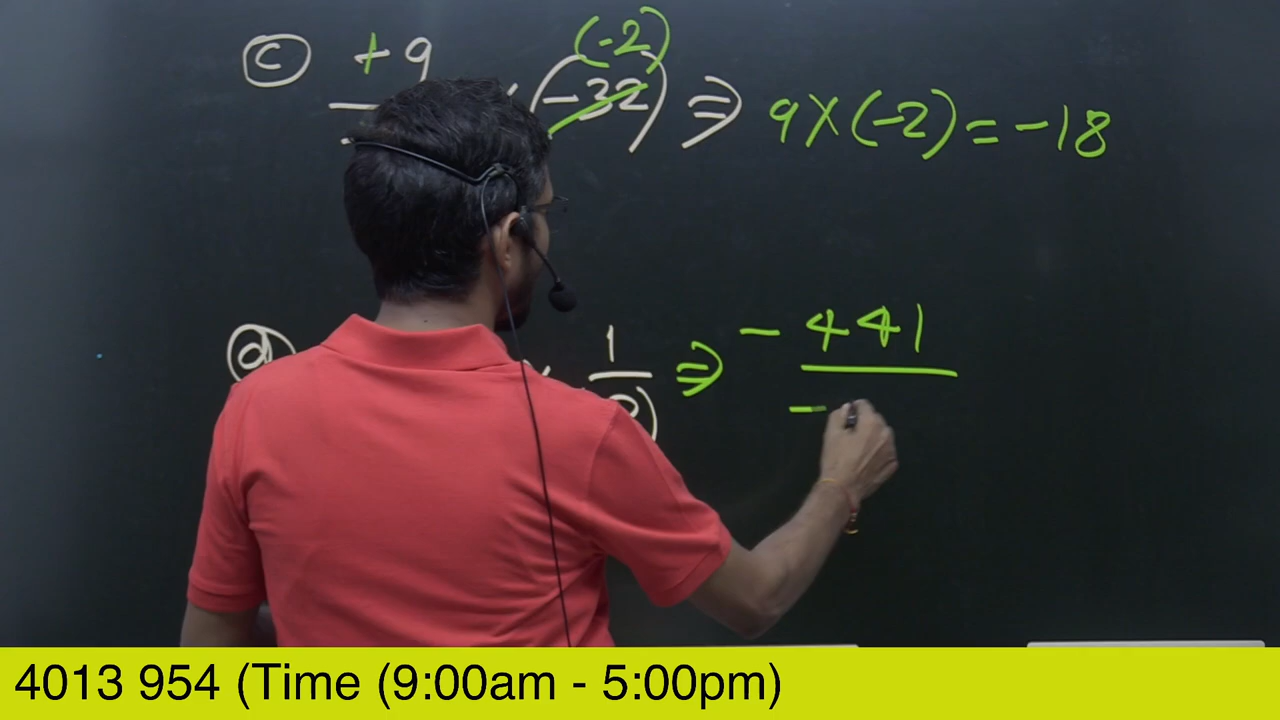 (c) +9 (-2)
(-32) ⇒ 9 × (-2) = -18
(d) 1 ⇒ - 441
-
4013 954 (Time (9:00am - 5:00pm)